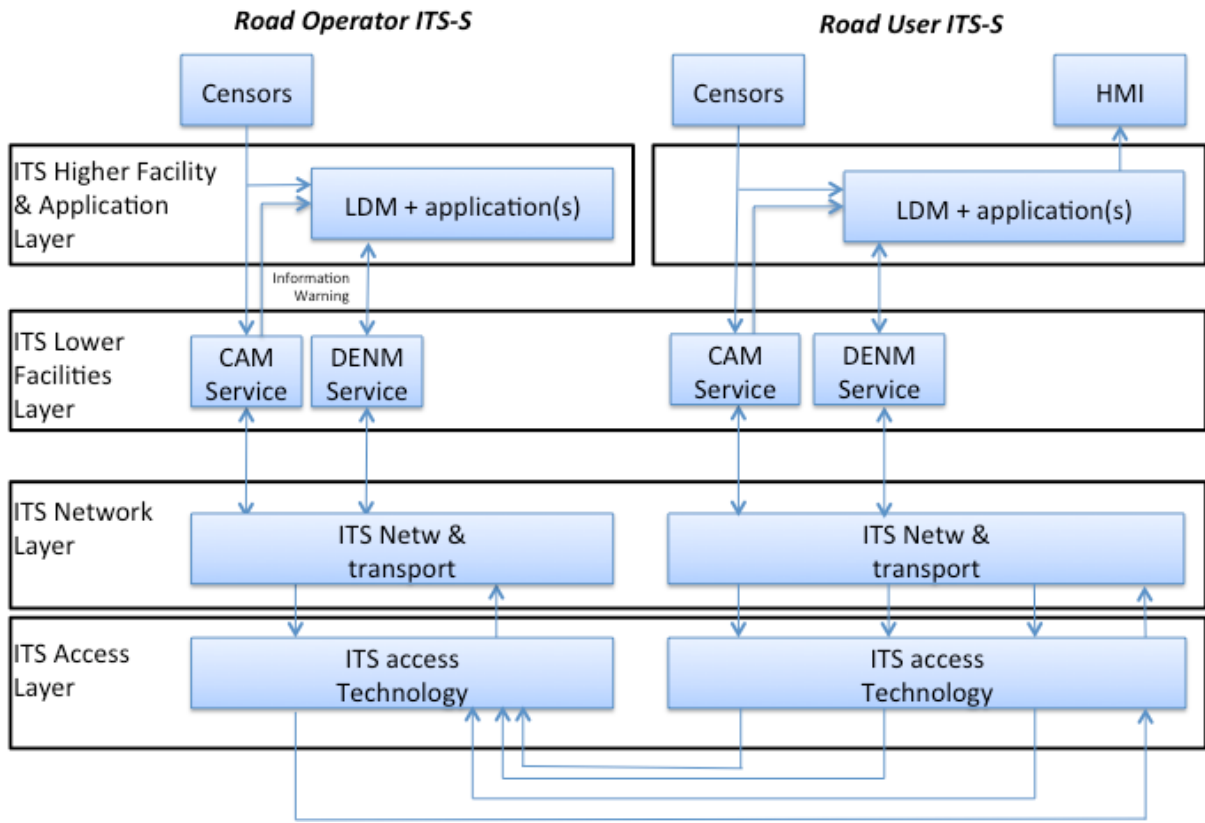 Road Operator ITS-S
Road User ITS-S
Censors
Censors
HMI
ITS Higher Facility
& Application
Layer
LDM + application(s)
LDM + application(s)
Information
Warning
ITS Lower
Facilities
Layer
CAM
Service
DENM
Service
CAM
Service
DENM
Service
ITS Network
Layer
ITS Netw &
transport
ITS Netw &
transport
ITS Access
Layer
ITS access
Technology
ITS access
Technology